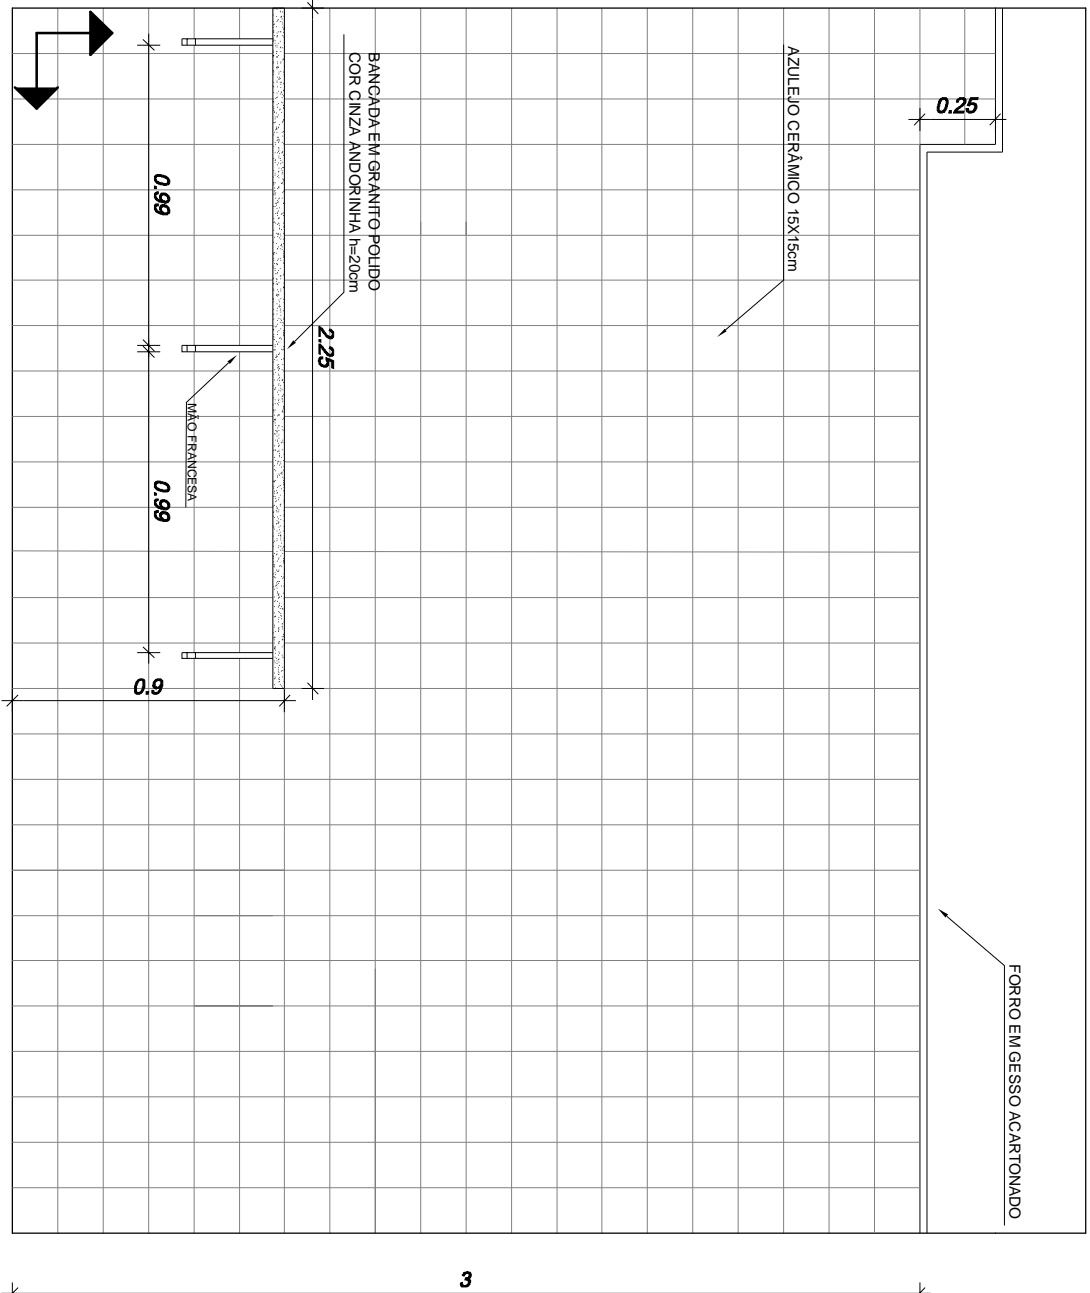 0.25
AZULEJO CERÂMICO 15X15cm
BANCADA EM GRANITO POLIDO
COR CINZA ANDORINHA h=20cm
0.99
2.25
MÃO FRANCESA
0.99
0.9
FORRO EM GESSO ACARTONADO
3